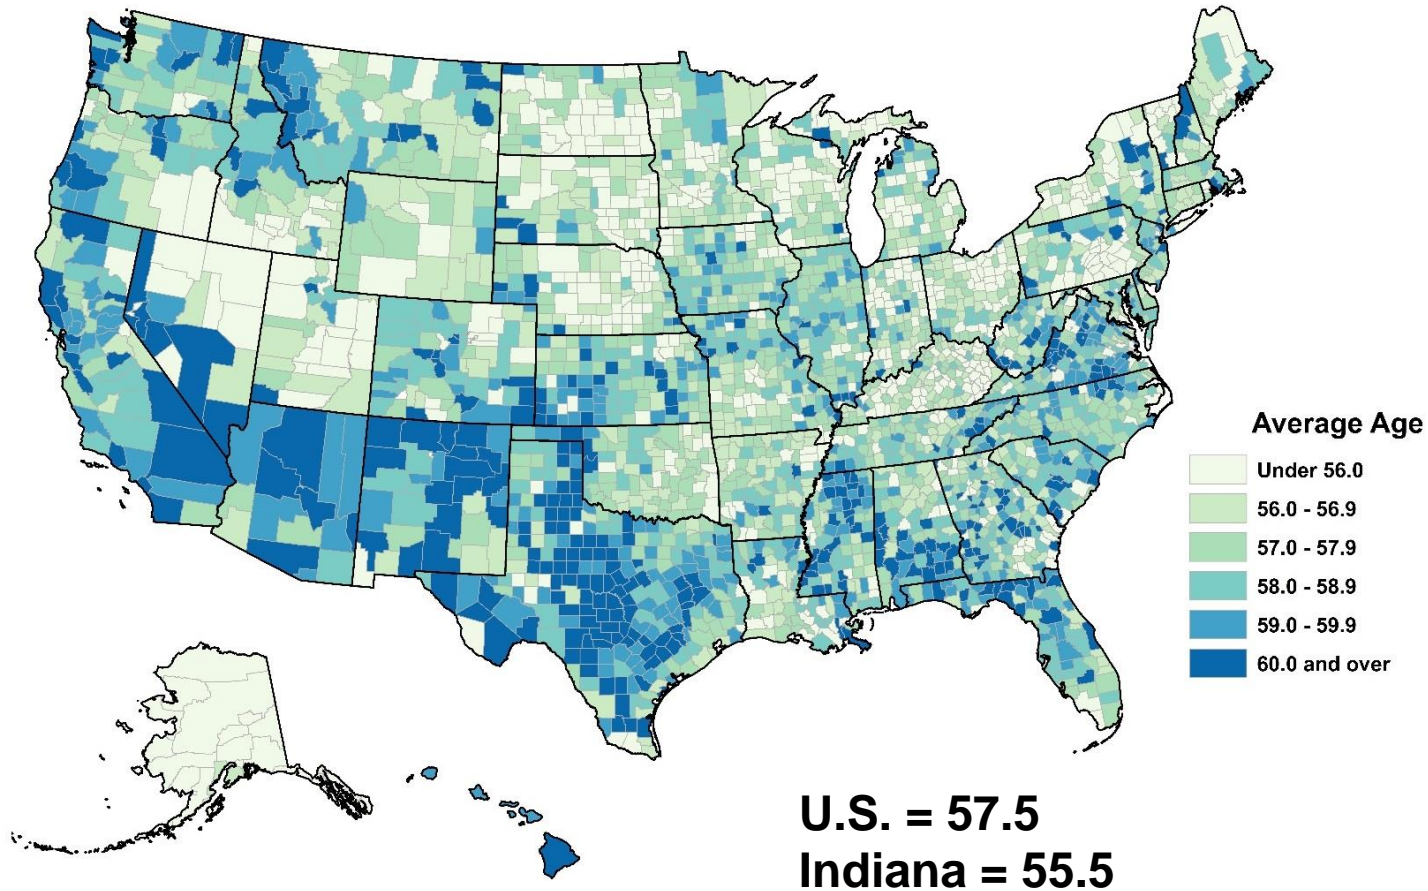 Average Age
Under 56.0
56.0 - 56.9
57.0 - 57.9
58.0 - 58.9
59.0 - 59.9
60.0 and over
U.S. = 57.5
Indiana = 55.5